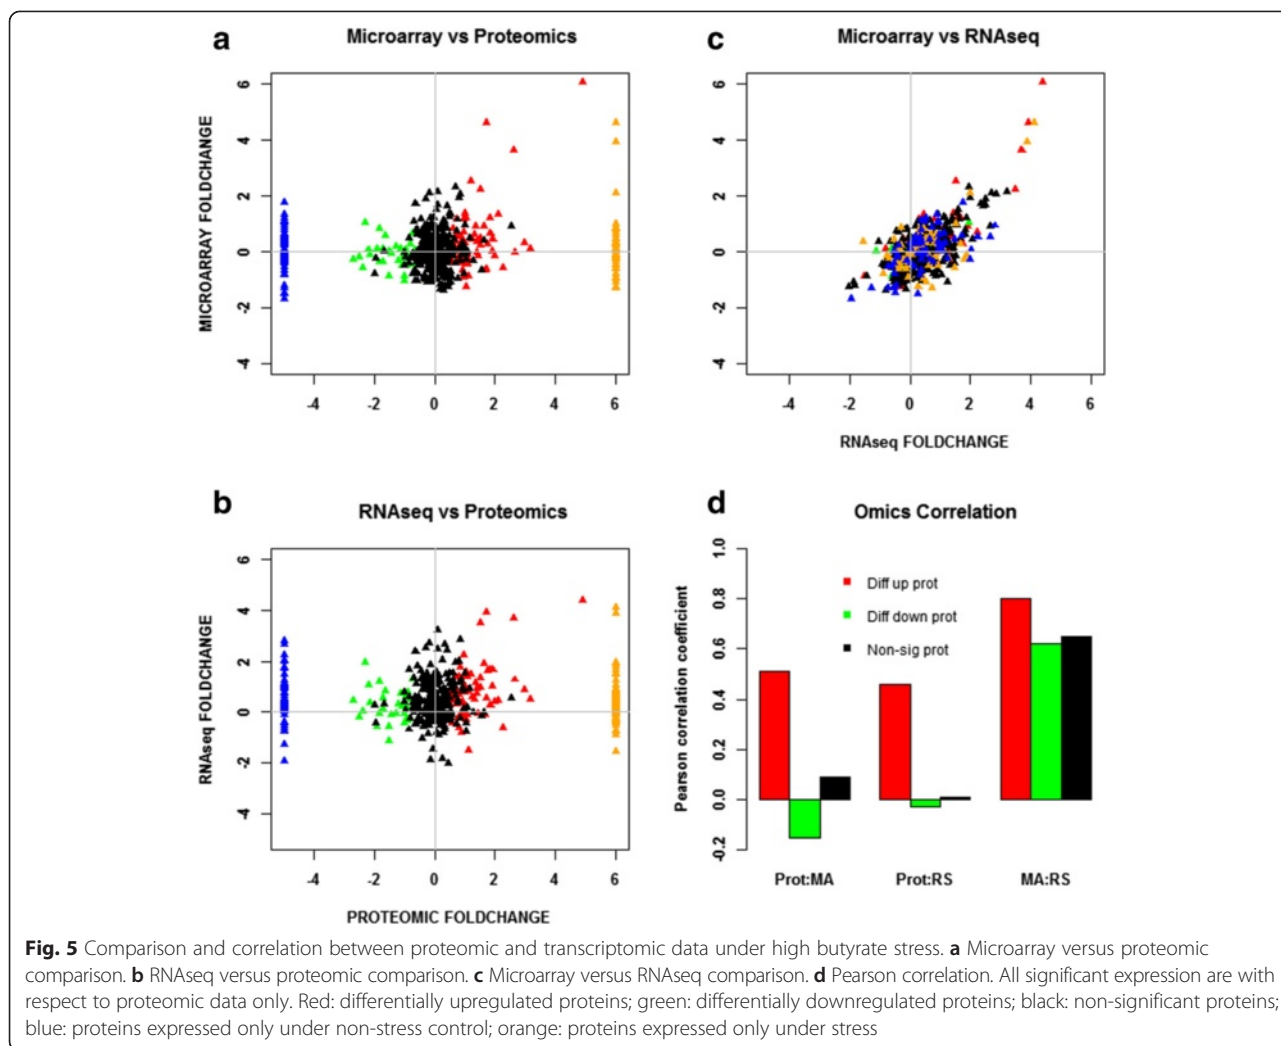 a
Microarray vs Proteomics
MICROARRAY FOLDCHANGE
6
4
2
0
-2
-4
-4
-2
0
2
4
6
c
Microarray vs RNAseq
6
4
2
0
-2
-4
-4
-2
0
2
4
6
RNAseq FOLDCHANGE
b
RNAseq vs Proteomics
RNAseq FOLDCHANGE
6
4
2
0
-2
-4
-4
-2
0
2
4
6
PROTEOMIC FOLDCHANGE
d
Omics Correlation
Pearson correlation coefficient
1.0
0.8
0.6
0.4
0.2
0.0
-0.2
Diff up prot
Diff down prot
Non-sig prot
Prot:MA
Prot:RS
MA:RS
Fig. 5 Comparison and correlation between proteomic and transcriptomic data under high butyrate stress. a Microarray versus proteomic
comparison. b RNAseq versus proteomic comparison. c Microarray versus RNAseq comparison. d Pearson correlation. All significant expression are with
respect to proteomic data only. Red: differentially upregulated proteins; green: differentially downregulated proteins; black: non-significant proteins;
blue: proteins expressed only under non-stress control; orange: proteins expressed only under stress